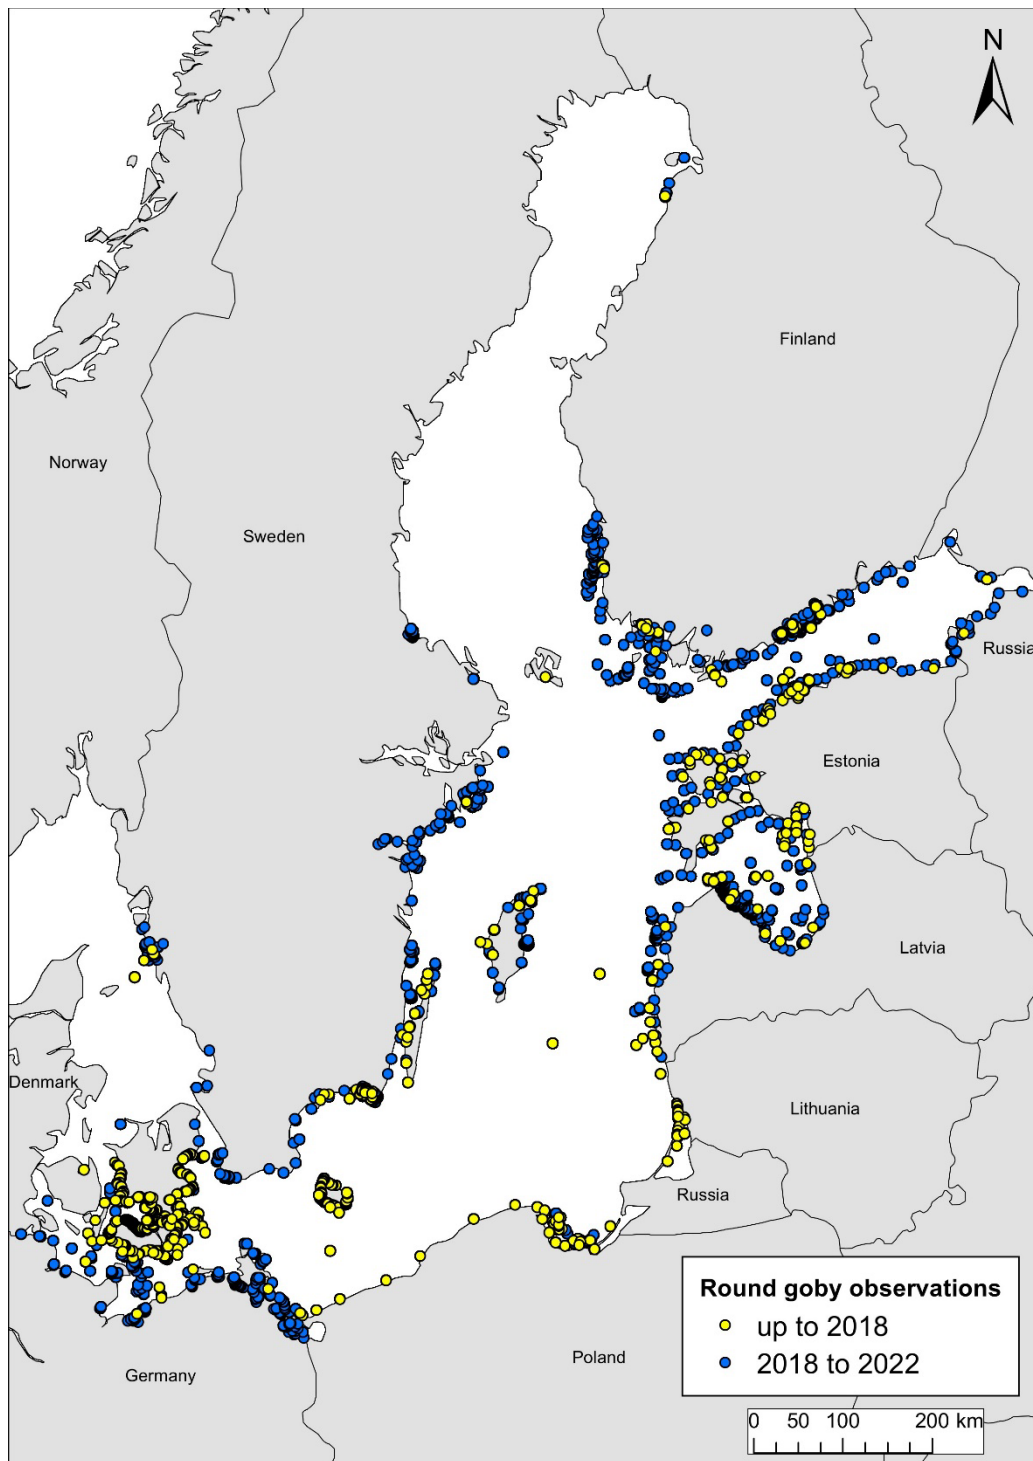 N
Finland
Norway
Sweden
Russia
Estonia
Latvia
Denmark
Lithuania
Russia
Round goby observations
up to 2018
2018 to 2022
Poland
Germany
0 50 100 200 km